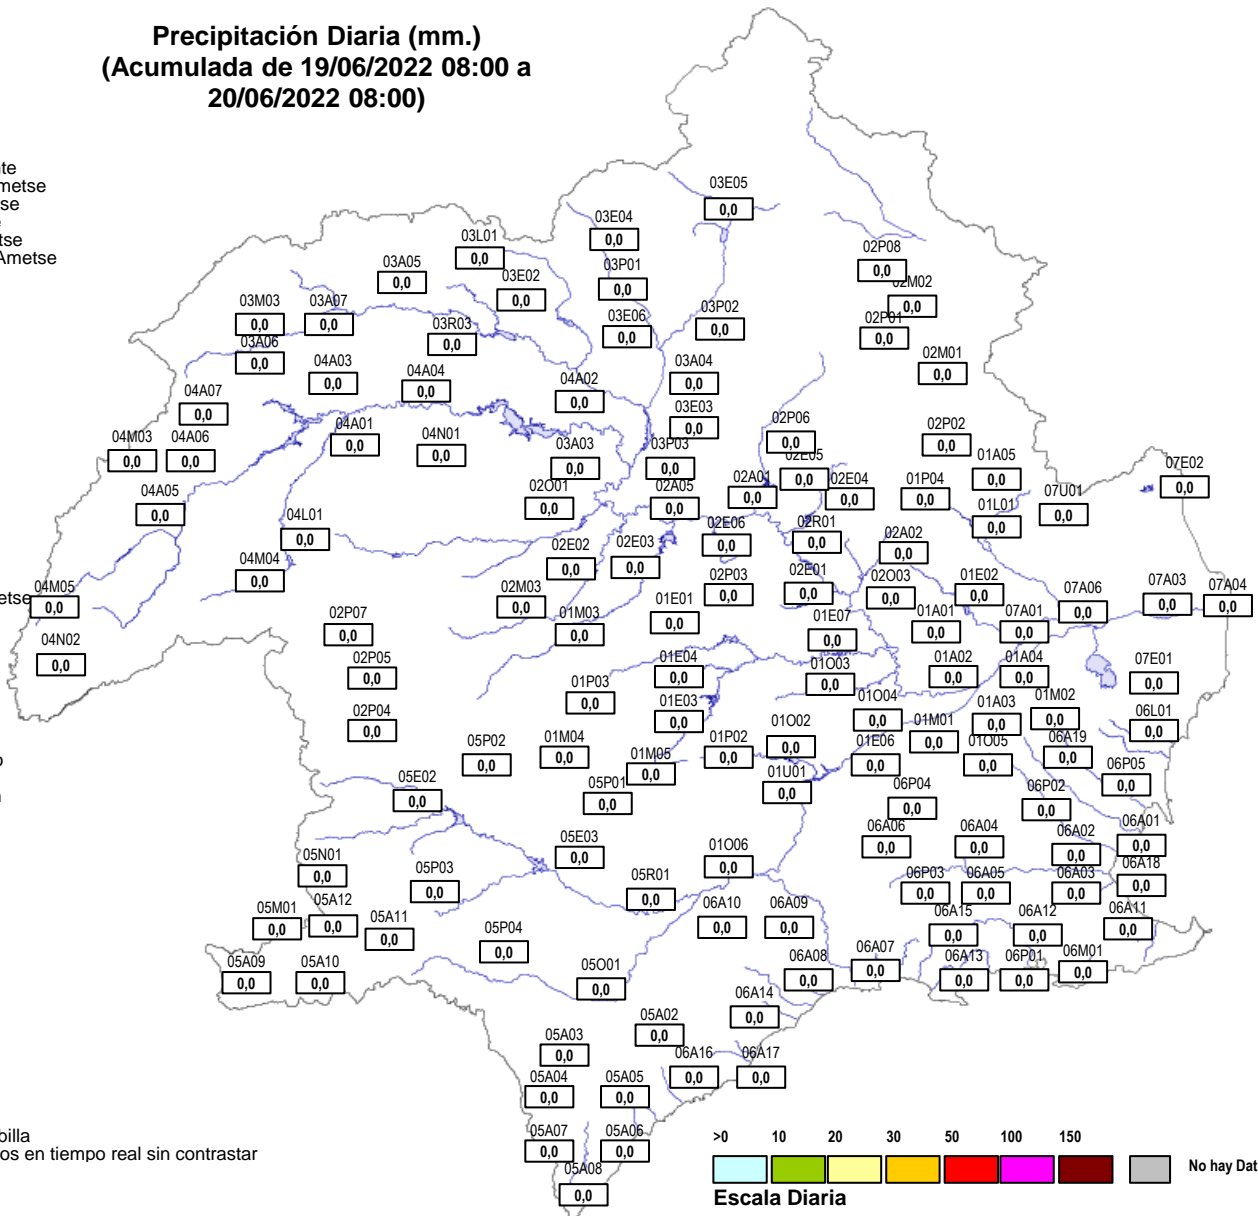 Precipitación Diaria (mm.)
(Acumulada de 19/06/2022 08:00 a
20/06/2022 08:00)
metse
Ametse
03E05
0,0
03E04
0,0
03L01
0,0
02P08
0,0
03A05
0,0
03P01
0,0
03E02
0,0
02M02
0,0
03M03
0,0
03A07
0,0
03E06
0,0
03P02
0,0
02P01
0,0
03R03
0,0
03A06
0,0
04A03
0,0
04A04
0,0
03A04
0,0
02M01
0,0
04A07
0,0
04A02
0,0
03E03
0,0
04A01
0,0
04N01
0,0
02P06
0,0
02P02
0,0
04M03
0,0
04A06
0,0
03A03
0,0
03P03
0,0
02E05
0,0
01A05
0,0
07E02
0,0
04A05
0,0
02O01
0,0
02A05
0,0
02A01
0,0
02E04
0,0
01P04
0,0
07U01
0,0
04L01
0,0
01L01
0,0
02E06
0,0
02R01
0,0
02A02
0,0
02E02
0,0
02E03
0,0
04M04
0,0
04M05
0,0
02M03
0,0
02P03
0,0
02E01
0,0
02O03
0,0
01E02
0,0
07A06
0,0
07A03
0,0
07A04
0,0
etse
02P07
0,0
01M03
0,0
01E01
0,0
01E07
0,0
01A01
0,0
07A01
0,0
04N02
0,0
02P05
0,0
01E04
0,0
01O03
0,0
01A02
0,0
01A04
0,0
07E01
0,0
01P03
0,0
02P04
0,0
01E03
0,0
01O04
0,0
01A03
0,0
01M02
0,0
06L01
0,0
05P02
0,0
01M04
0,0
01M05
0,0
01P02
0,0
01O02
0,0
01E06
0,0
01M01
0,0
01O05
0,0
06A19
0,0
05E02
0,0
05P01
0,0
01U01
0,0
06P04
0,0
06P02
0,0
06P05
0,0
05E03
0,0
01O06
0,0
06A06
0,0
06A04
0,0
06A02
0,0
06A01
0,0
05N01
0,0
05P03
0,0
05R01
0,0
06P03
0,0
06A05
0,0
06A03
0,0
06A18
0,0
05M01
0,0
05A12
0,0
05A11
0,0
05P04
0,0
06A10
0,0
06A09
0,0
06A15
0,0
06A12
0,0
06A11
0,0
05A09
0,0
05A10
0,0
05O01
0,0
06A08
0,0
06A07
0,0
06A13
0,0
06P01
0,0
06M01
0,0
06A14
0,0
05A02
0,0
05A03
0,0
06A16
0,0
06A17
0,0
05A04
0,0
05A05
0,0
05A07
0,0
05A06
0,0
05A08
0,0
billa
os en tiempo real sin contrastar
>0 10 20 30 50 100 150
No hay Dat
Escala Diaria